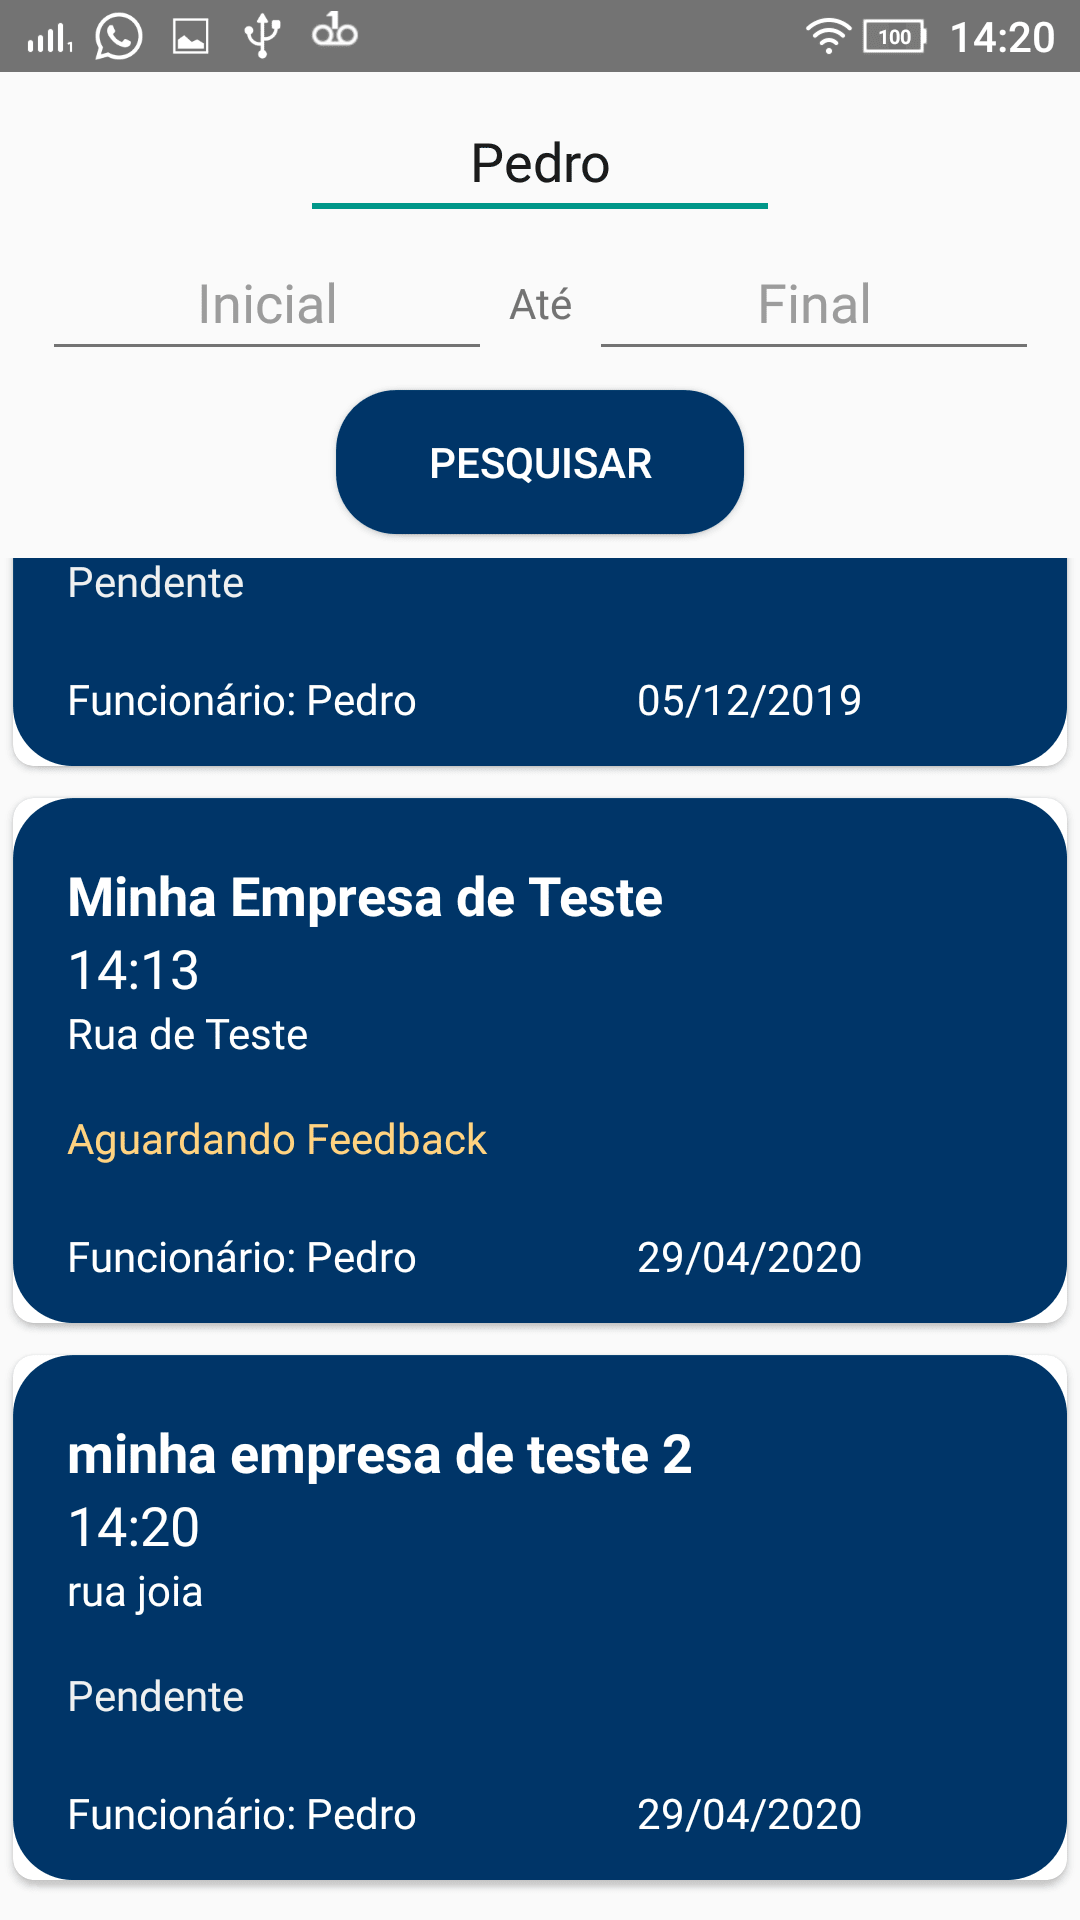 100 14:20
Pedro
Inicial Até Final
PESQUISAR
Pendente
Funcionário: Pedro 05/12/2019
Minha Empresa de Teste
14:13
Rua de Teste
Aguardando Feedback
Funcionário: Pedro 29/04/2020
minha empresa de teste 2
14:20
rua joia
Pendente
Funcionário: Pedro 29/04/2020